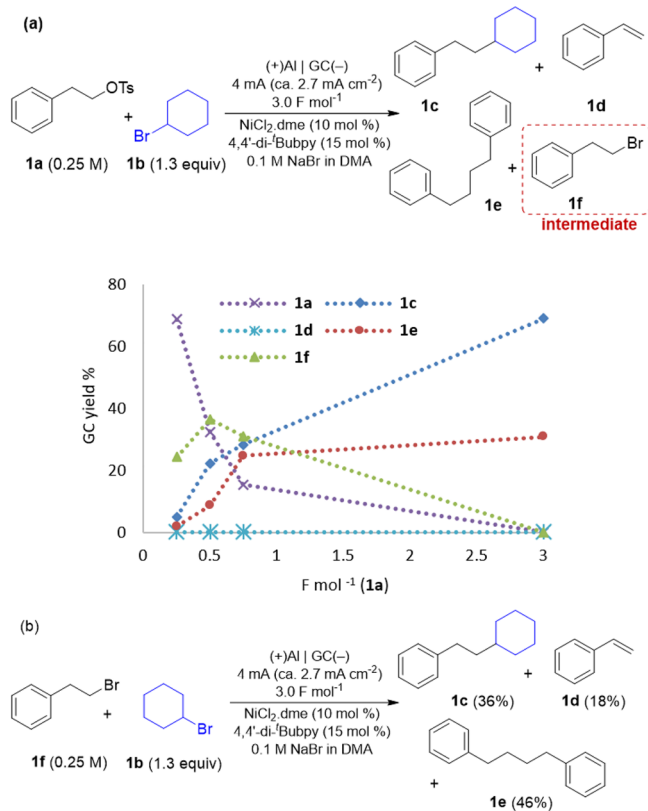 (a)
OTs
+
Br
1a (0.25 M) 1b (1.3 equiv)
(+)Al | GC(–)
4 mA (ca. 2.7 mA cm⁻²)
3.0 F mol⁻¹
NiCl₂.dme (10 mol %)
4,4'-di-ᵗBubpy (15 mol %)
0.1 M NaBr in DMA
+
1c
1d
+
Br
1e
1f
intermediate
80
60
40
20
0
GC yield %
1a 1c
1d 1e
1f
0 0.5 1 1.5 2 2.5 3
F mol ⁻¹ (1a)
(b)
Br
+
Br
1f (0.25 M) 1b (1.3 equiv)
(+)Al | GC(–)
4 mA (ca. 2.7 mA cm⁻²)
3.0 F mol⁻¹
NiCl₂.dme (10 mol %)
4,4'-di-ᵗBubpy (15 mol %)
0.1 M NaBr in DMA
+
1c (36%) 1d (18%)
+
1e (46%)